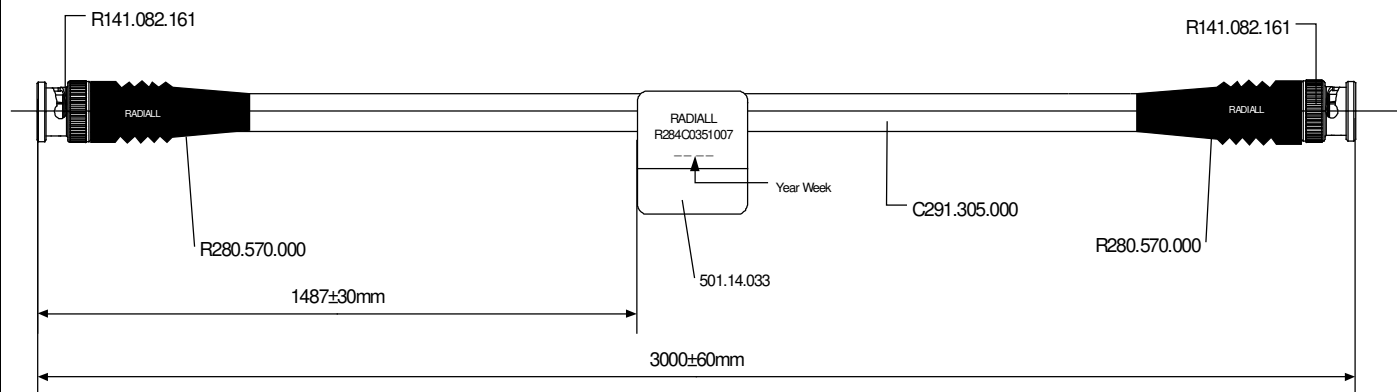 R141.082.161
R141.082.161
RADIALL
RADIALL
RADIALL
R284C0351007
Year Week
C291.305.000
R280.570.000
R280.570.000
501.14.033
1487±30mm
3000±60mm